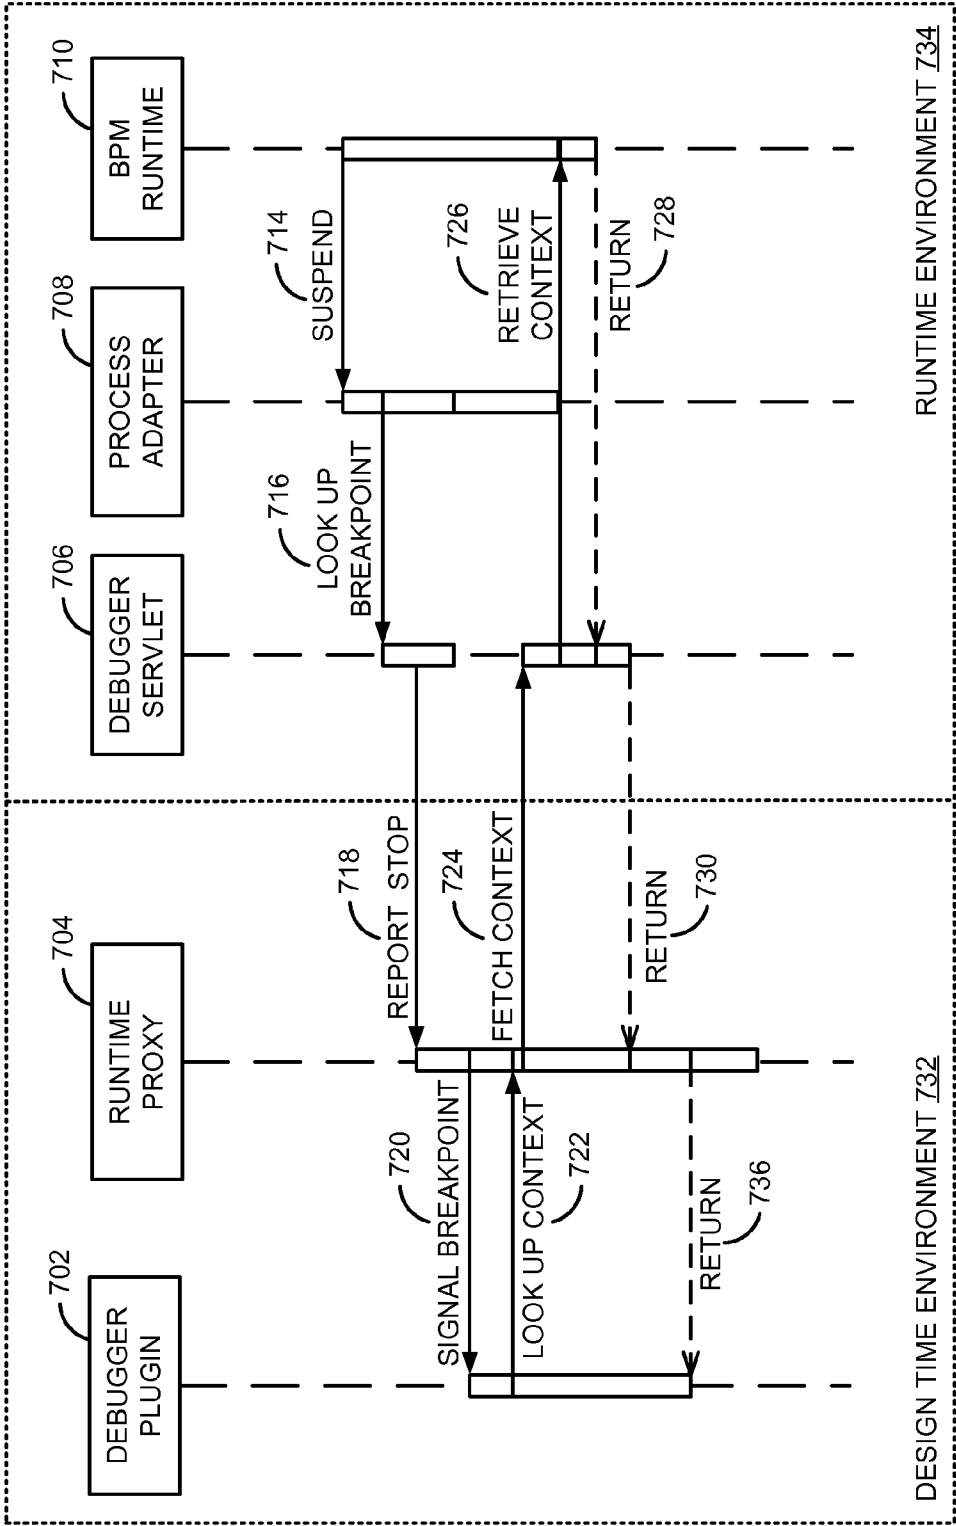 702
DEBUGGER
PLUGIN
704
RUNTIME
PROXY
706
DEBUGGER
SERVLET
708
PROCESS
ADAPTER
710
BPM
RUNTIME
714
SUSPEND
716
LOOK UP
BREAKPOINT
718
REPORT STOP
720
SIGNAL BREAKPOINT
LOOK UP CONTEXT
722
724
FETCH CONTEXT
726
RETRIEVE
CONTEXT
RETURN
728
RETURN
730
RETURN
736
DESIGN TIME ENVIRONMENT 732
RUNTIME ENVIRONMENT 734